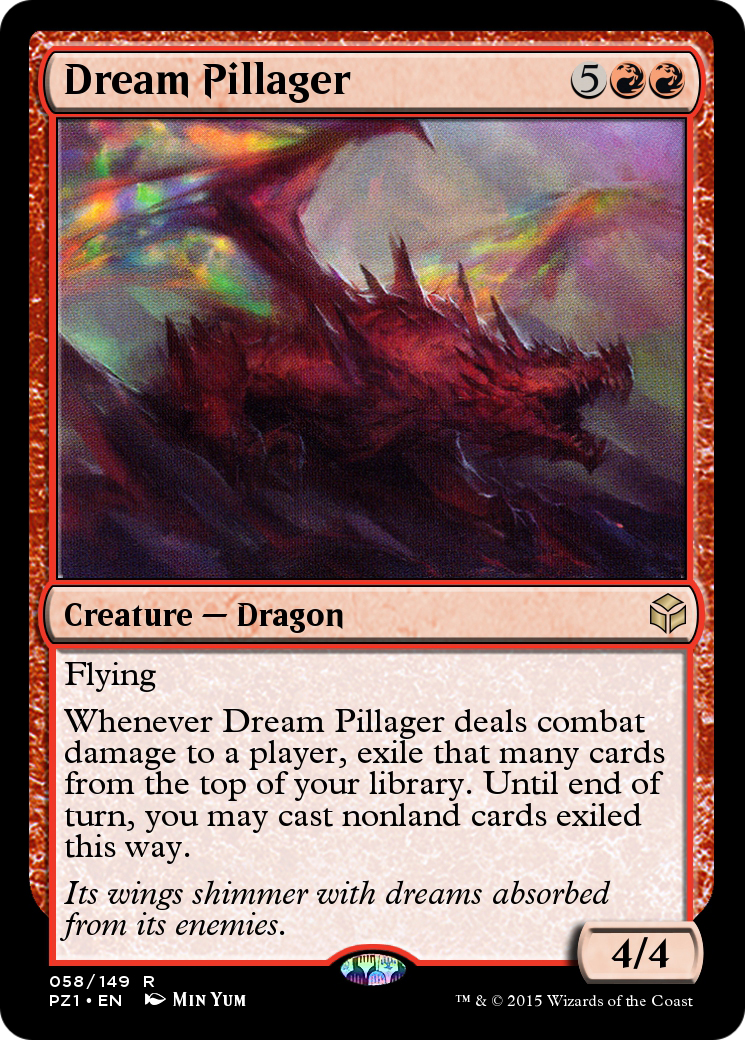 Dream Pillager 5
Creature — Dragon
Flying
Whenever Dream Pillager deals combat
damage to a player, exile that many cards
from the top of your library. Until end of
turn, you may cast nonland cards exiled
this way.
Its wings shimmer with dreams absorbed
from its enemies.
4/4
058/149 R
PZ1 • EN Min Yum
™ & © 2015 Wizards of the Coast